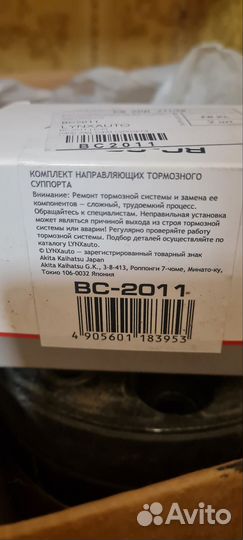 BC2011
LYNXAUTO
BC2011
КОМПЛЕКТ НАПРАВЛЯЮЩИХ ТОРМОЗНОГО
СУППОРТА
Внимание: Ремонт тормозной системы и замена ее
компонентов – сложный, трудоемкий процесс.
Обращайтесь к специалистам. Неправильная установка
может являться причиной выхода из строя тормозной
системы или аварии! Регулярно проверяйте работу
тормозной системы. Подбор деталей осуществляйте по
каталогу LYNXauto.
© LYNXauto – зарегистрированный товарный знак
Akita Kaihatsu Japan
Akita Kaihatsu G.K., 3-8-413, Роппонги 7-чоме, Минато-ку,
Токио 106-0032 Япония
BC-2011
4 905601 183953
Avito